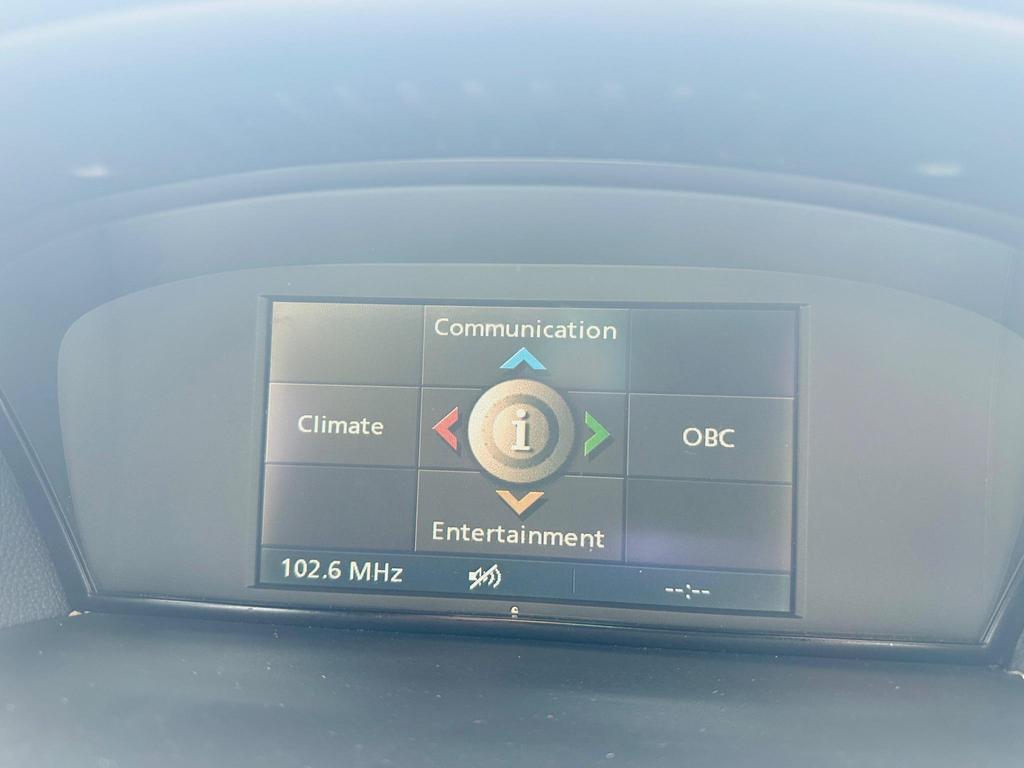 Communication
Climate
i
OBC
Entertainment
102.6 MHz
--:--